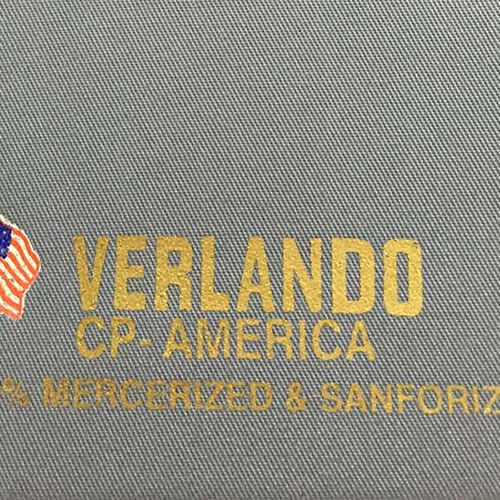 VERLANDO
CP- AMERICA
% MERCERIZED & SANFORIZ